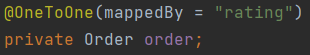 @OneToOne(mappedBy = "rating")
private Order order;